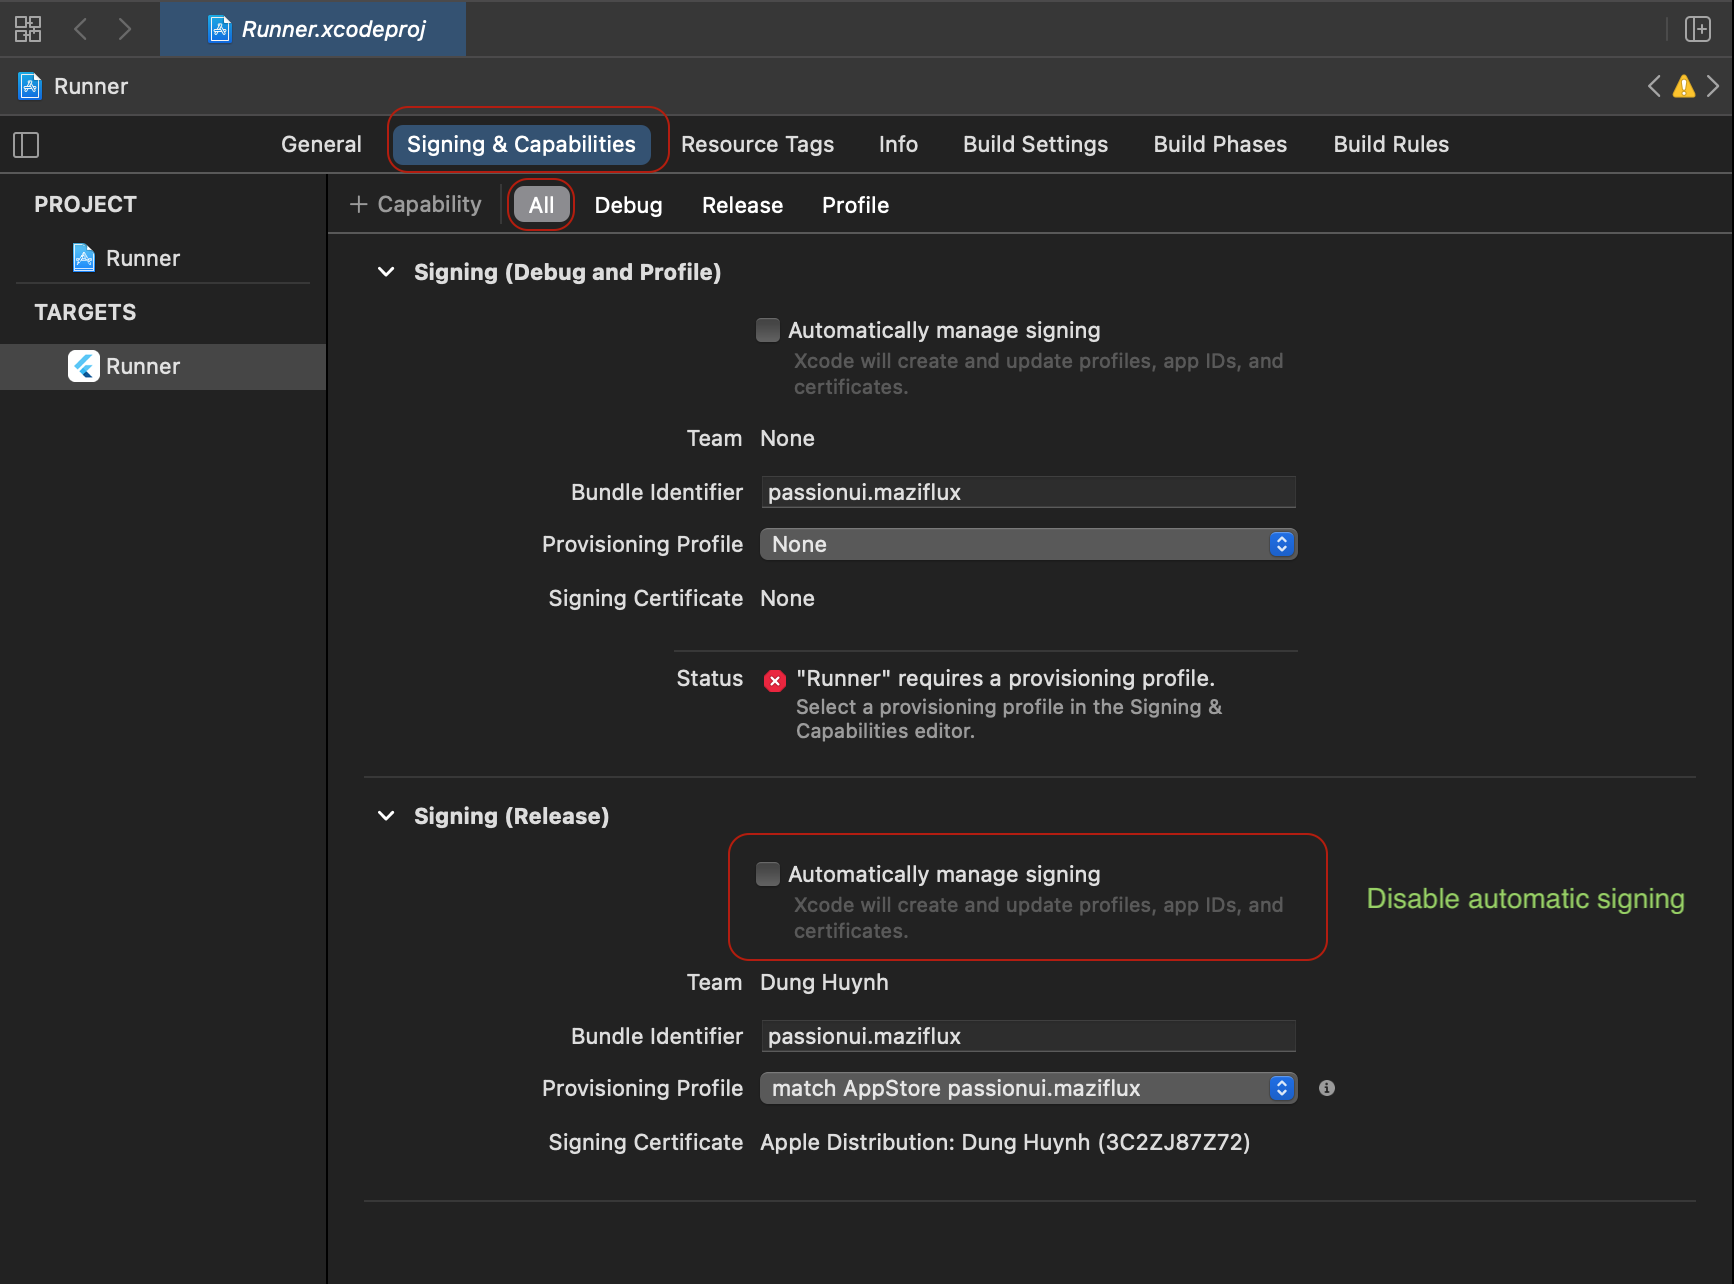 Runner.xcodeproj
Runner
General Signing & Capabilities Resource Tags Info Build Settings Build Phases Build Rules
PROJECT
Runner
TARGETS
Runner
+ Capability All Debug Release Profile
Signing (Debug and Profile)
Automatically manage signing
Xcode will create and update profiles, app IDs, and
certificates.
Team None
Bundle Identifier passionui.maziflux
Provisioning Profile None
Signing Certificate None
Status "Runner" requires a provisioning profile.
Select a provisioning profile in the Signing &
Capabilities editor.
Signing (Release)
Automatically manage signing
Xcode will create and update profiles, app IDs, and
certificates.
Disable automatic signing
Team Dung Huynh
Bundle Identifier passionui.maziflux
Provisioning Profile match AppStore passionui.maziflux
Signing Certificate Apple Distribution: Dung Huynh (3C2ZJ87Z72)